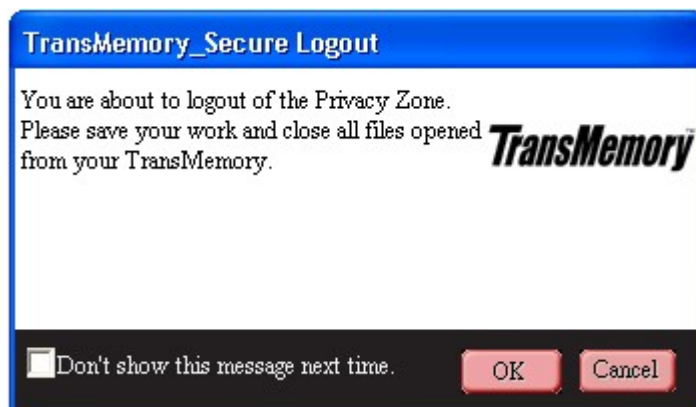 TransMemory_Secure Logout
You are about to logout of the Privacy Zone.
Please save your work and close all files opened
from your TransMemory.
TransMemory™
Don't show this message next time.
OK
Cancel